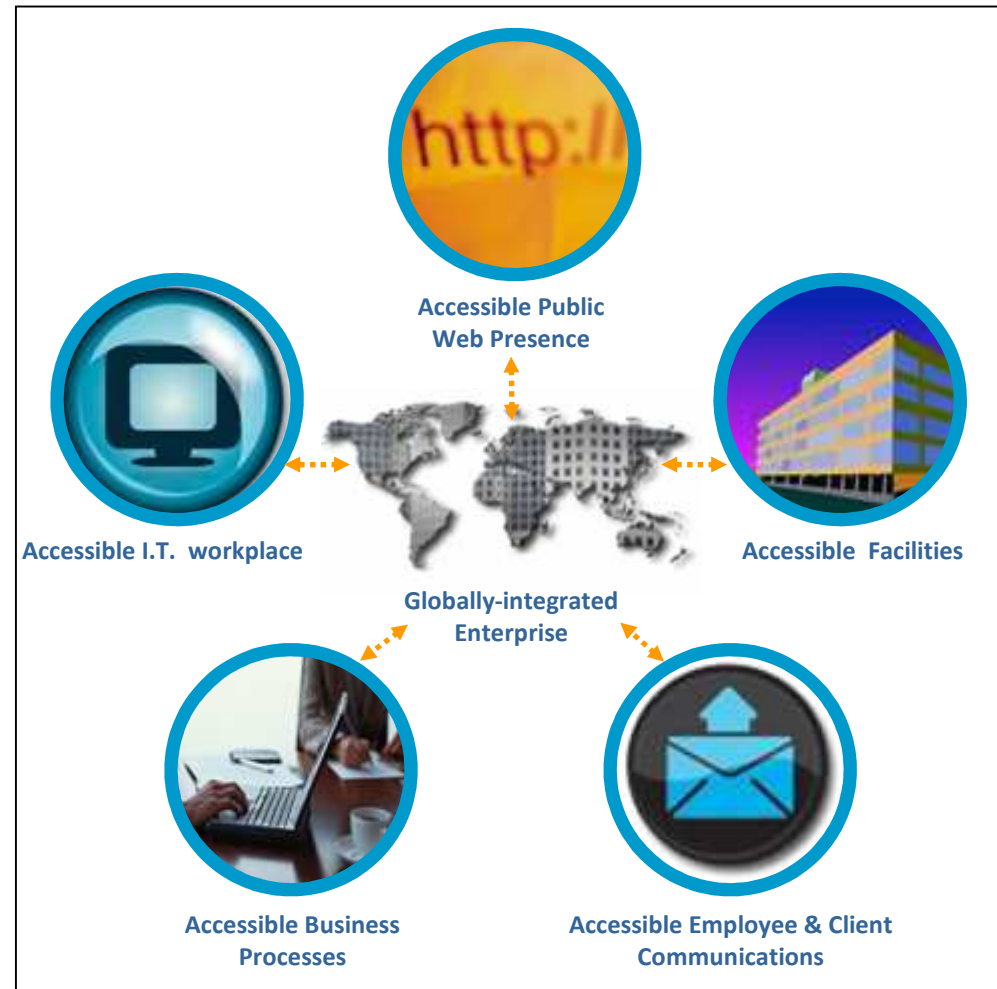 http://
Accessible Public
Web Presence
Accessible I.T. workplace
Accessible Facilities
Globally-integrated
Enterprise
Accessible Business
Processes
Accessible Employee & Client
Communications